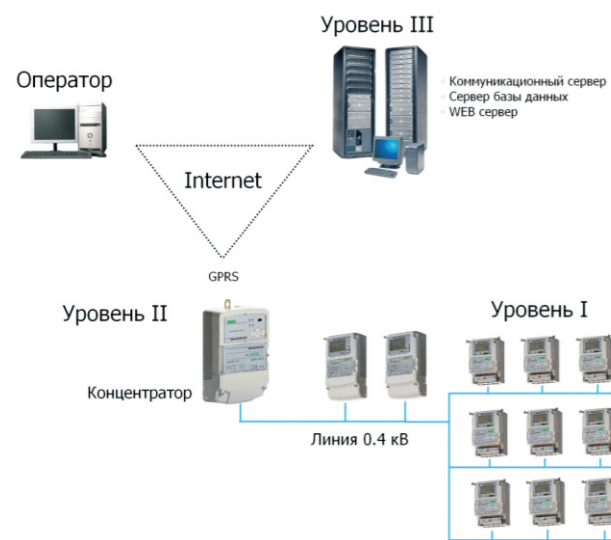 Уровень III
Оператор
Коммуникационный сервер
Сервер базы данных
WEB сервер
Internet
GPRS
Уровень II
Уровень I
Концентратор
Линия 0.4 кВ